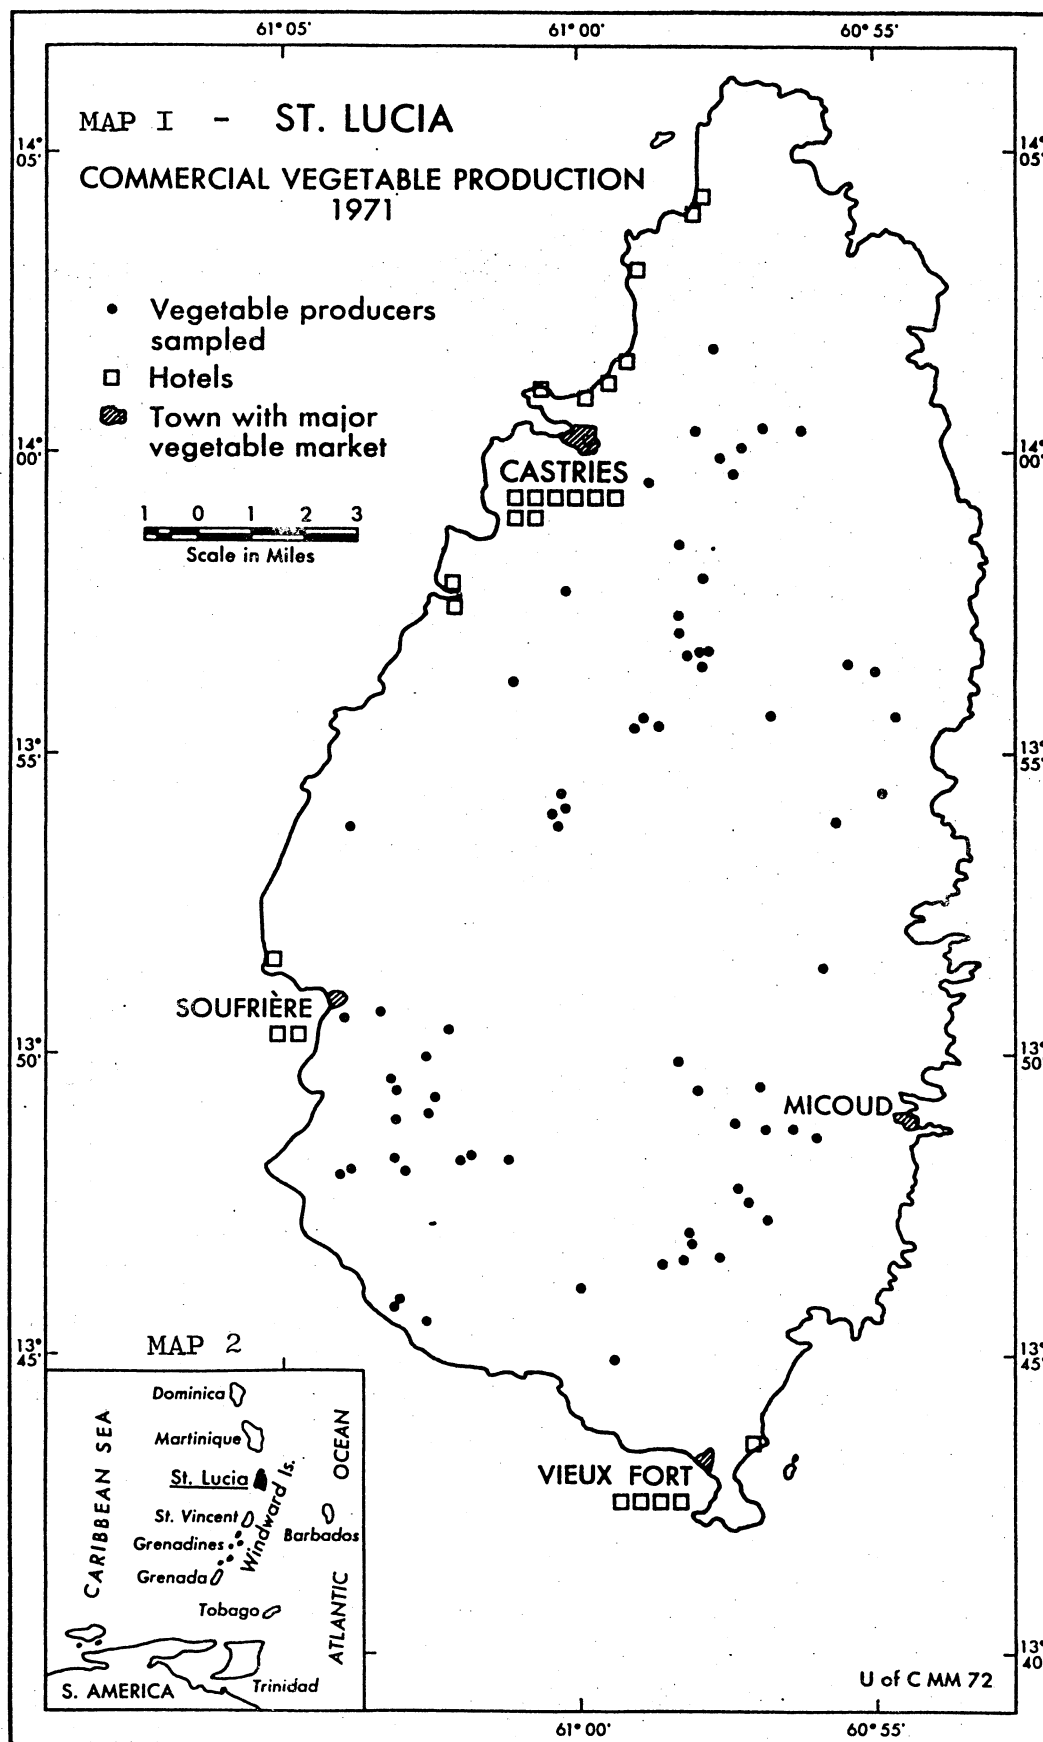 61° 05'
61° 00'
60° 55'
MAP I - ST. LUCIA
COMMERCIAL VEGETABLE PRODUCTION
1971
14°
05'
14°
05'
Vegetable producers
sampled
Hotels
Town with major
vegetable market
14°
00'
14°
00'
CASTRIES
1 0 1 2 3
Scale in Miles
13°
55'
13°
55'
SOUFRIÈRE
13°
50'
13°
50'
MICOUD
13°
45'
13°
45'
VIEUX FORT
MAP 2
Dominica
Martinique
St. Lucia
St. Vincent
Grenadines
Grenada
Tobago
Trinidad
S. AMERICA
Barbados
Windward Is.
CARIBBEAN SEA
ATLANTIC OCEAN
13°
40'
U of C MM 72
61° 00'
60° 55'